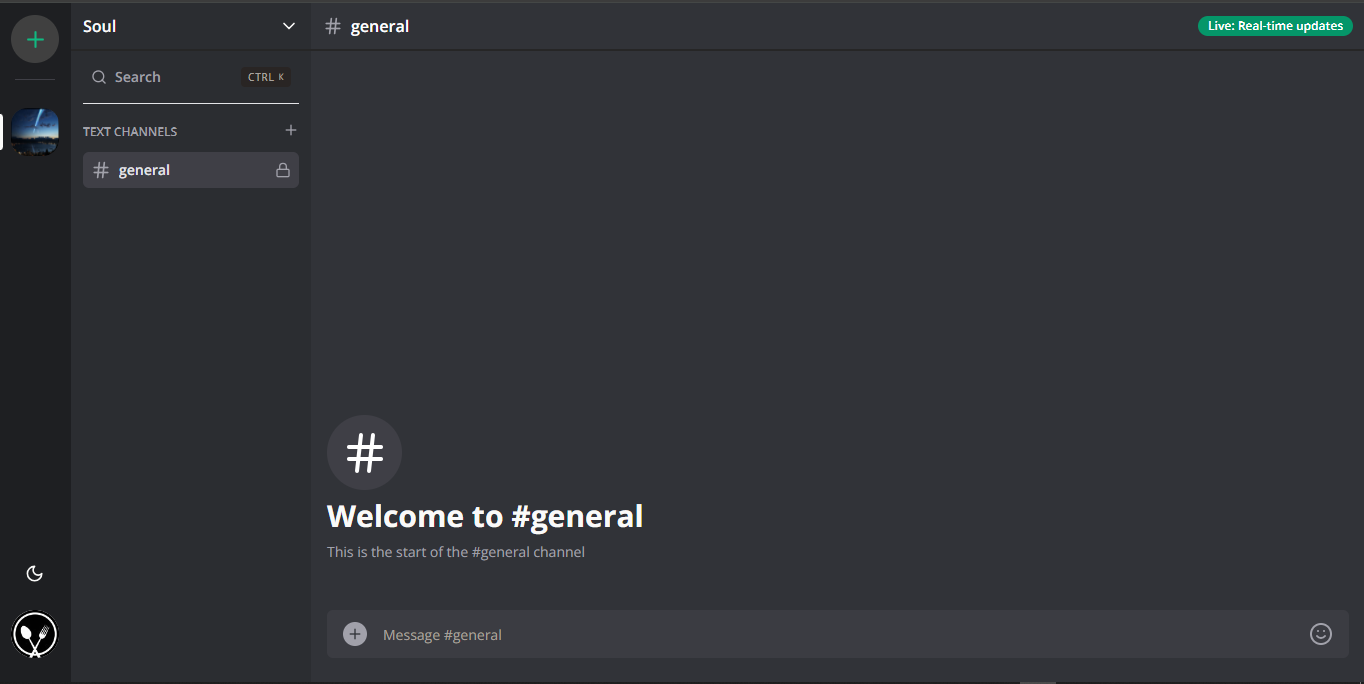 Soul
Search
CTRL K
TEXT CHANNELS
general
general
Live: Real-time updates
Welcome to #general
This is the start of the #general channel
Message #general